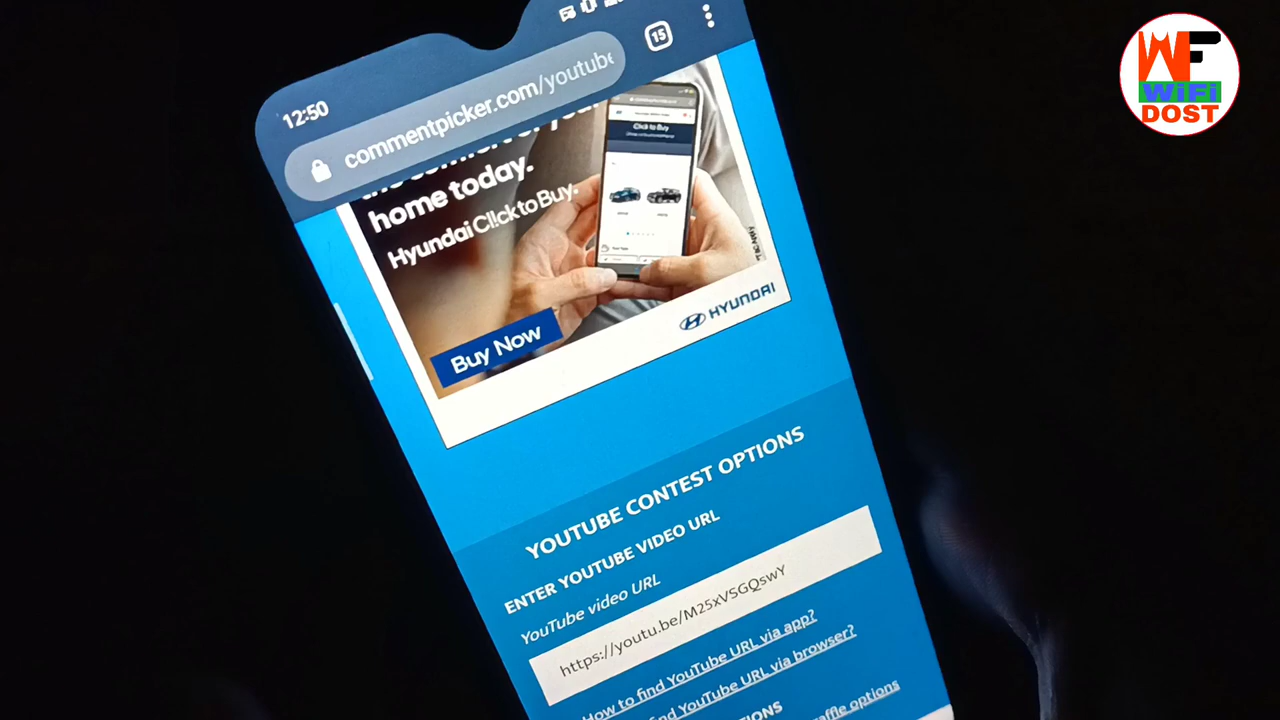 WF
WiFi
DOST
15
12:50
commentpicker.com/youtube
home today.
Hyundai Click to Buy.
Click to Buy
Buy Now
HYUNDAI
YOUTUBE CONTEST OPTIONS
ENTER YOUTUBE VIDEO URL
YouTube video URL
https://youtu.be/M25xVSGQswY
How to find YouTube URL via app?
find YouTube URL via browser?
raffle options